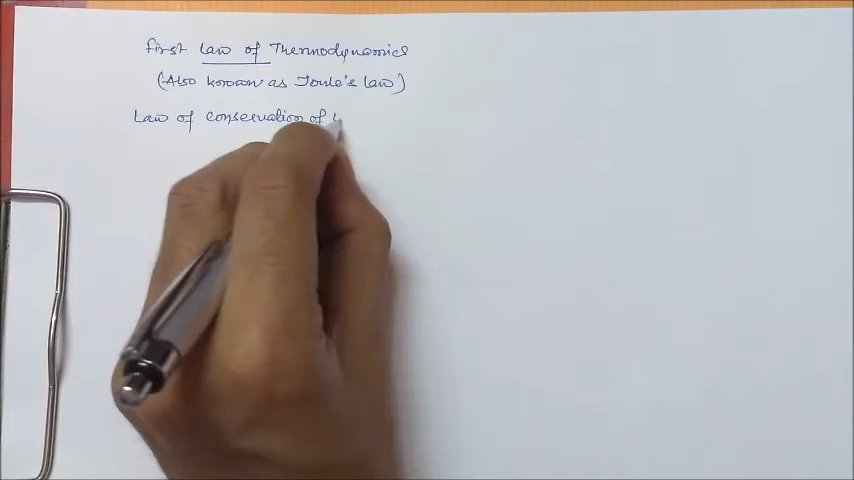 First Law of Thermodynamics
(Also known as Joule's law)
Law of conservation of